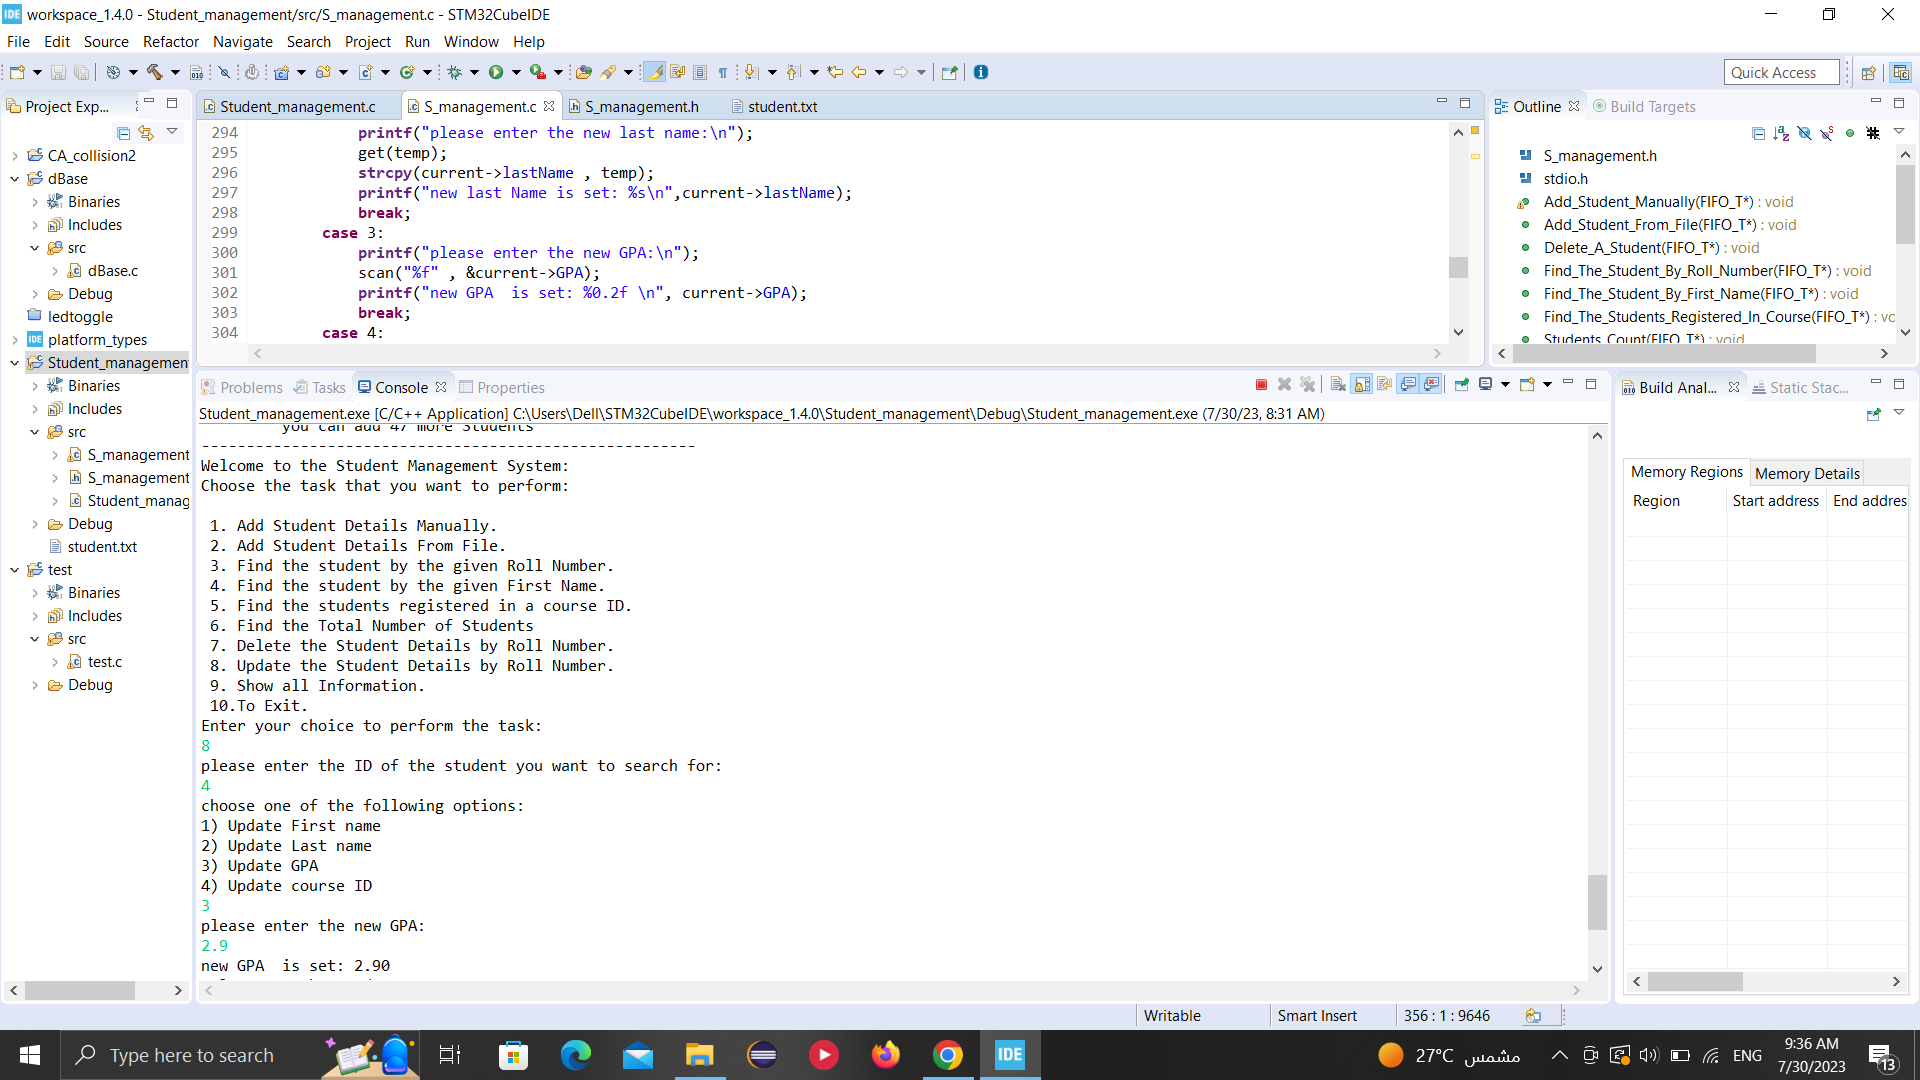 workspace_1.4.0 - Student_management/src/S_management.c - STM32CubeIDE
File Edit Source Refactor Navigate Search Project Run Window Help
Quick Access
Project Exp...
CA_collision2
dBase
Binaries
Includes
src
dBase.c
Debug
ledtoggle
platform_types
Student_managemen
Binaries
Includes
src
S_management
S_management
Student_manag
Debug
student.txt
test
Binaries
Includes
src
test.c
Debug
Student_management.c S_management.c S_management.h student.txt
294 printf("please enter the new last name:\n");
295 get(temp);
296 strcpy(current->lastName , temp);
297 printf("new last Name is set: %s\n",current->lastName);
298 break;
299 case 3:
300 printf("please enter the new GPA:\n");
301 scan("%f" , &current->GPA);
302 printf("new GPA  is set: %0.2f \n", current->GPA);
303 break;
304 case 4:
Outline Build Targets
S_management.h
stdio.h
Add_Student_Manually(FIFO_T*) : void
Add_Student_From_File(FIFO_T*) : void
Delete_A_Student(FIFO_T*) : void
Find_The_Student_By_Roll_Number(FIFO_T*) : void
Find_The_Student_By_First_Name(FIFO_T*) : void
Find_The_Students_Registered_In_Course(FIFO_T*) : vc
Students_Count(FIFO_T*) : void
Problems Tasks Console Properties
Student_management.exe [C/C++ Application] C:\Users\Dell\STM32CubeIDE\workspace_1.4.0\Student_management\Debug\Student_management.exe (7/30/23, 8:31 AM)
you can add 47 more Students
-------------------------------------------------------
Welcome to the Student Management System:
Choose the task that you want to perform:
1. Add Student Details Manually.
2. Add Student Details From File.
3. Find the student by the given Roll Number.
4. Find the student by the given First Name.
5. Find the students registered in a course ID.
6. Find the Total Number of Students
7. Delete the Student Details by Roll Number.
8. Update the Student Details by Roll Number.
9. Show all Information.
10.To Exit.
Enter your choice to perform the task:
8
please enter the ID of the student you want to search for:
4
choose one of the following options:
1) Update First name
2) Update Last name
3) Update GPA
4) Update course ID
3
please enter the new GPA:
2.9
new GPA  is set: 2.90
Build Anal... Static Stac...
Memory Regions Memory Details
Region Start address End addres
Writable Smart Insert 356 : 1 : 9646
Type here to search
IDE
27°C مشمس
ENG
9:36 AM
7/30/2023
13